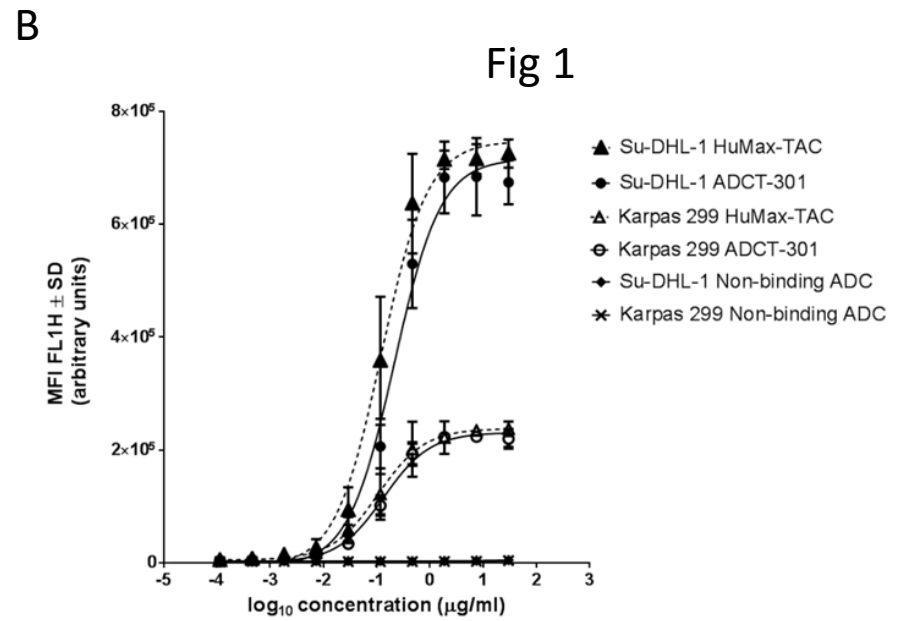 B
Fig 1
8×10⁵
6×10⁵
4×10⁵
2×10⁵
0
MFI FL1H ± SD
(arbitrary units)
-5 -4 -3 -2 -1 0 1 2 3
log₁₀ concentration (μg/ml)
Su-DHL-1 HuMax-TAC
Su-DHL-1 ADCT-301
Karpas 299 HuMax-TAC
Karpas 299 ADCT-301
Su-DHL-1 Non-binding ADC
Karpas 299 Non-binding ADC